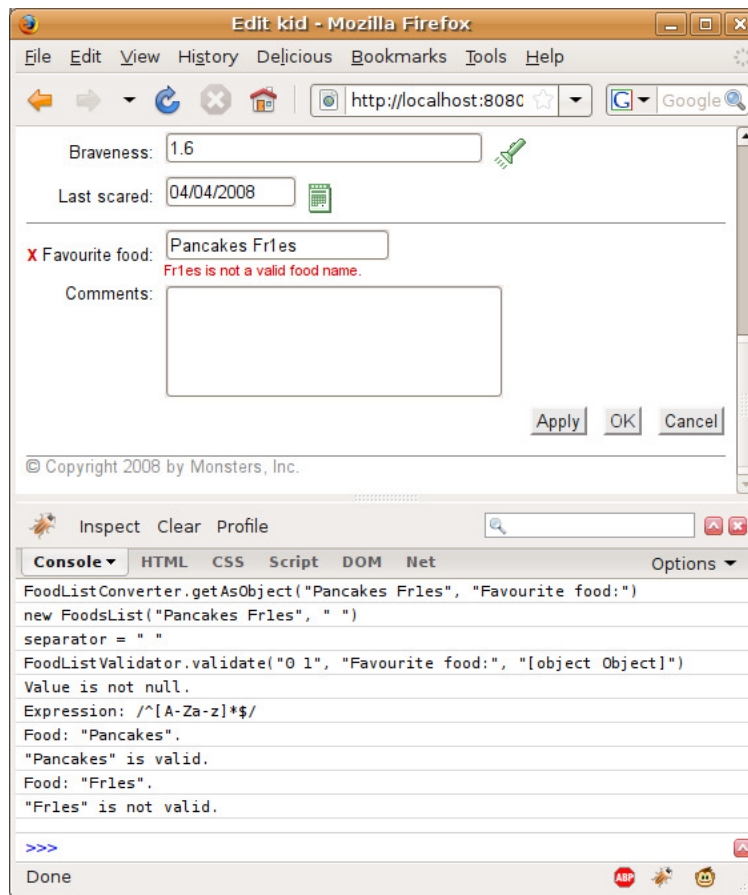 Edit kid - Mozilla Firefox
File Edit View History Delicious Bookmarks Tools Help
http://localhost:8080 G Google
Braveness: 1.6
Last scared: 04/04/2008
X Favourite food: Pancakes Fr1es
Fr1es is not a valid food name.
Comments:
Apply OK Cancel
© Copyright 2008 by Monsters, Inc.
Inspect Clear Profile
Console HTML CSS Script DOM Net Options
FoodListConverter.getAsObject("Pancakes Fr1es", "Favourite food:")
new FoodsList("Pancakes Fr1es", " ")
separator = " "
FoodListValidator.validate("0 1", "Favourite food:", "[object Object]")
Value is not null.
Expression: /^[A-Za-z]*$/
Food: "Pancakes".
"Pancakes" is valid.
Food: "Fr1es".
"Fr1es" is not valid.
>>>
Done ABP